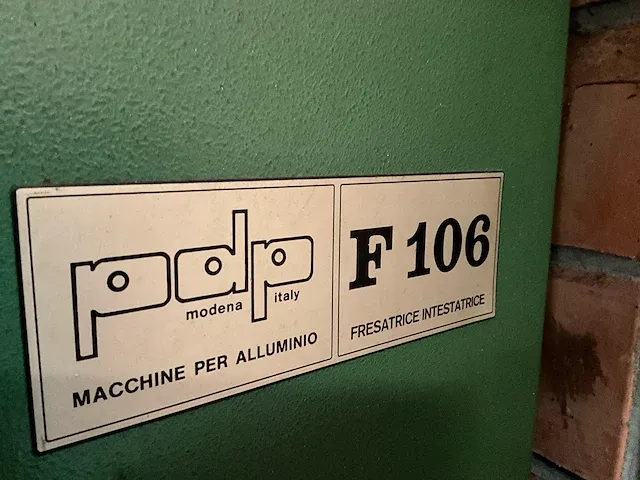 pdp
modena italy
MACCHINE PER ALLUMINIO
F 106
FRESATRICE INTESTATRICE